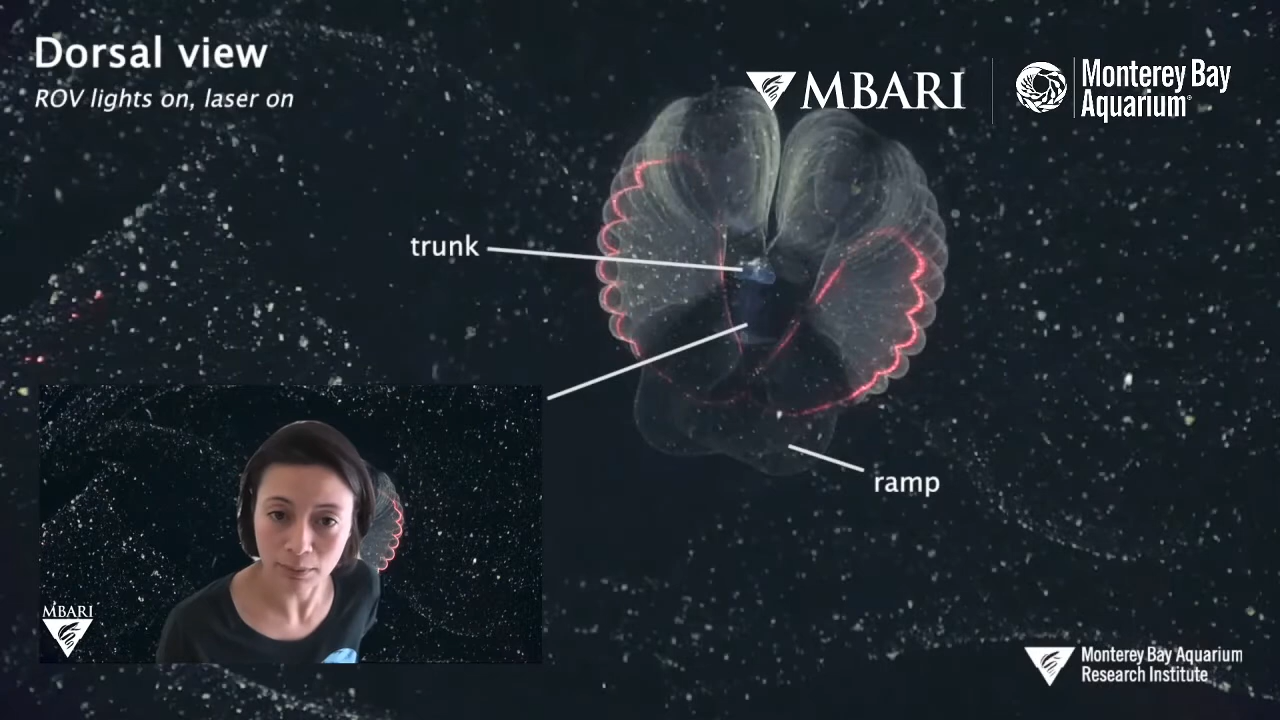 Dorsal view
ROV lights on, laser on
MBARI
Monterey Bay
Aquarium®
trunk
ramp
MBARI
Monterey Bay Aquarium
Research Institute